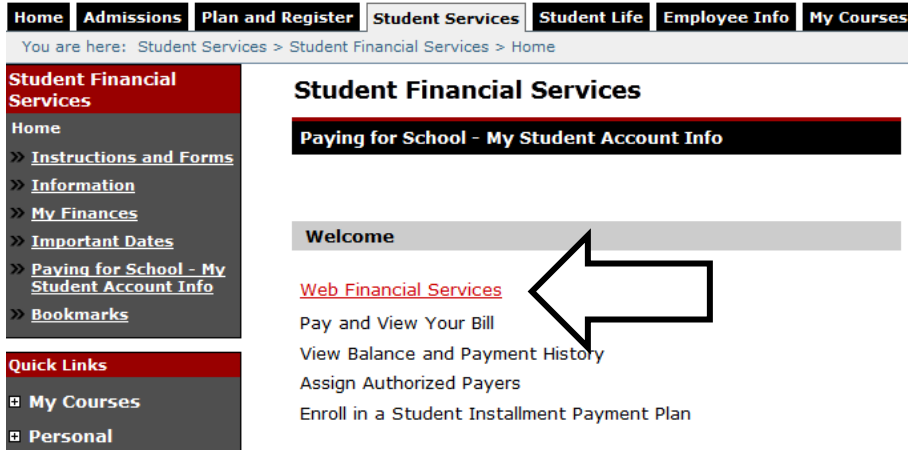 Home Admissions Plan and Register Student Services Student Life Employee Info My Courses
You are here: Student Services > Student Financial Services > Home
Student Financial
Services
Home
» Instructions and Forms
» Information
» My Finances
» Important Dates
» Paying for School - My
Student Account Info
» Bookmarks
Quick Links
My Courses
Personal
Student Financial Services
Paying for School - My Student Account Info
Welcome
Web Financial Services
Pay and View Your Bill
View Balance and Payment History
Assign Authorized Payers
Enroll in a Student Installment Payment Plan